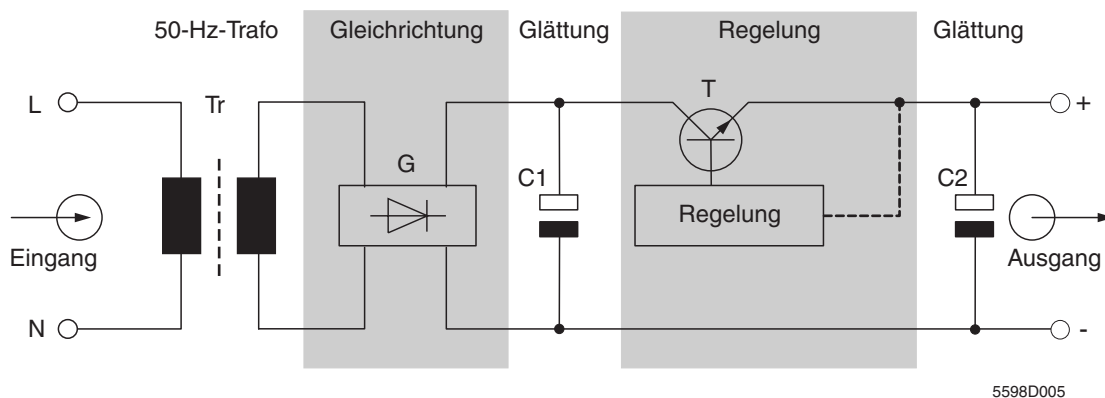 50-Hz-Trafo Gleichrichtung Glättung Regelung Glättung
L Tr T +
G C1 C2
Regelung
Eingang Ausgang
N -
5598D005